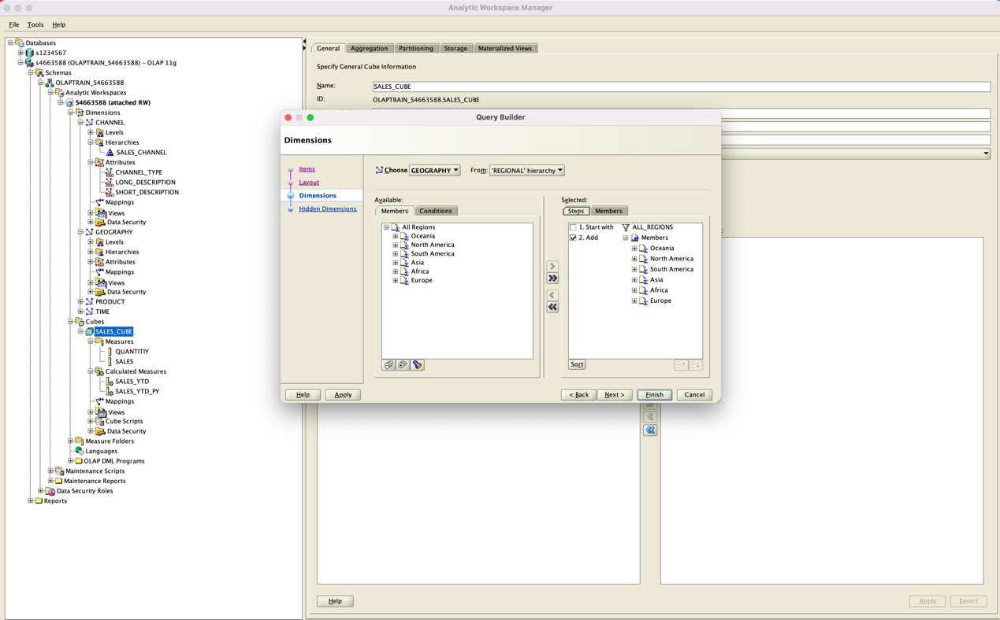 Analytic Workspace Manager
File Tools Help
Databases
s1234567
s4663588 (OLAPTRAIN_S4663588) - OLAP 11g
Schemas
OLAPTRAIN_S4663588
Analytic Workspaces
S4663588 (attached RW)
Dimensions
CHANNEL
Levels
Hierarchies
SALES_CHANNEL
Attributes
CHANNEL_TYPE
LONG_DESCRIPTION
SHORT_DESCRIPTION
Mappings
Views
Data Security
GEOGRAPHY
Levels
Hierarchies
Attributes
Mappings
Views
Data Security
PRODUCT
TIME
Cubes
SALES_CUBE
Measures
QUANTITIY
SALES
Calculated Measures
SALES_YTD
SALES_YTD_PY
Mappings
Views
Cube Scripts
Data Security
Measure Folders
Languages
OLAP DML Programs
Maintenance Scripts
Maintenance Reports
Data Security Roles
Reports
General Aggregation Partitioning Storage Materialized Views
Specify General Cube Information
Name: SALES_CUBE
ID: OLAPTRAIN_S4663588.SALES_CUBE
Query Builder
Dimensions
Items
Layout
Dimensions
Hidden Dimensions
Choose GEOGRAPHY From: 'REGIONAL' hierarchy
Available:
Members Conditions
All Regions
Oceania
North America
South America
Asia
Africa
Europe
Selected:
Steps Members
1. Start with ALL_REGIONS
2. Add Members
Oceania
North America
South America
Asia
Africa
Europe
Sort
Help Apply < Back Next > Finish Cancel
Help Apply Revert